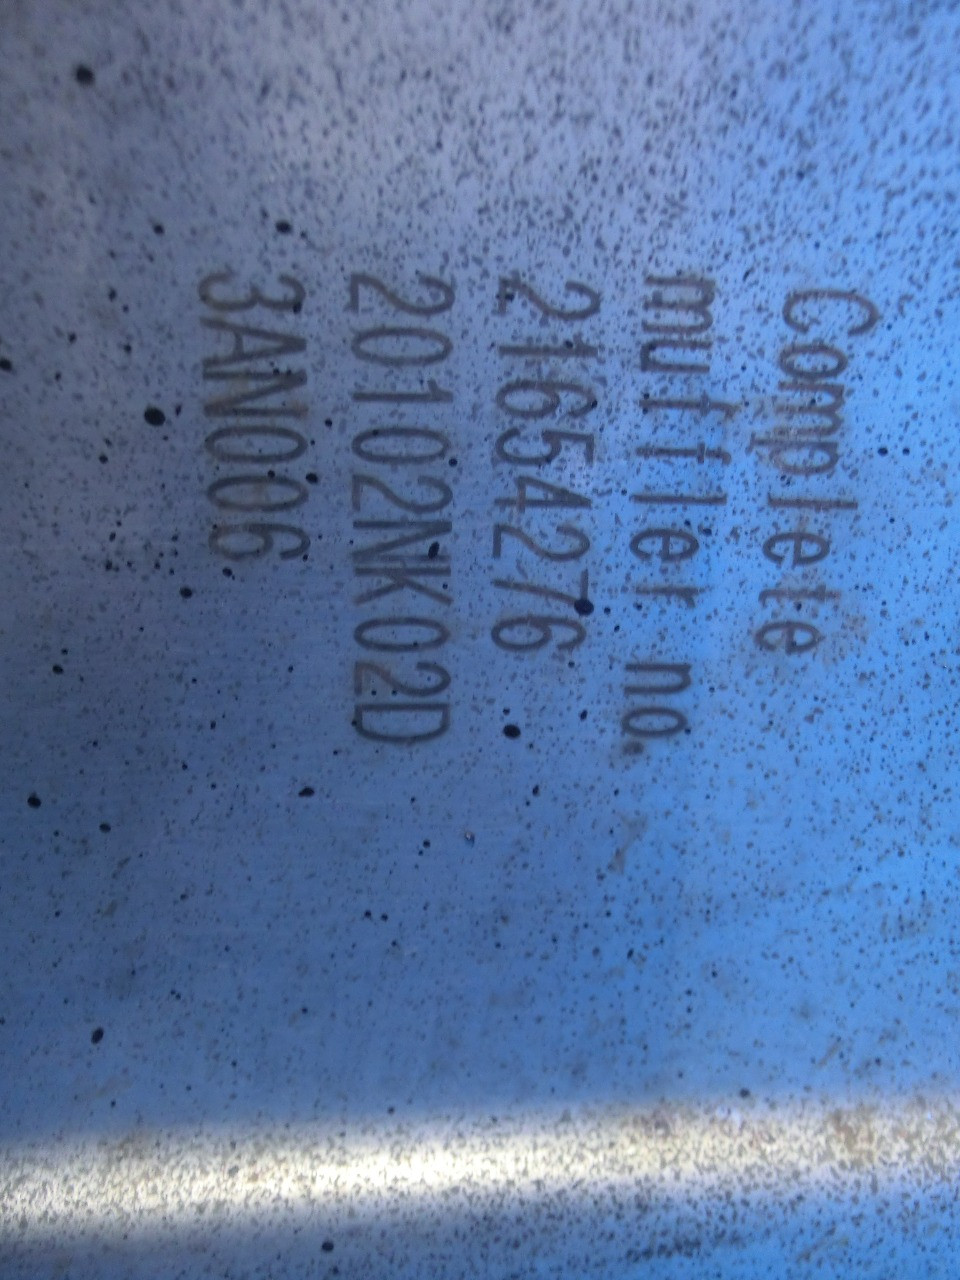 Complete
muffler no.
21654276
20102NK02D
3AN006